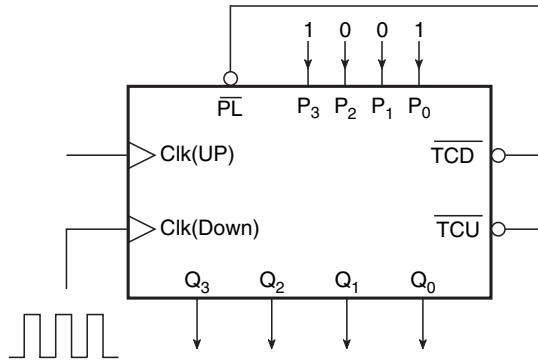 1 0 0 1
PL P3 P2 P1 P0
Clk(UP) TCD
Clk(Down) TCU
Q3 Q2 Q1 Q0